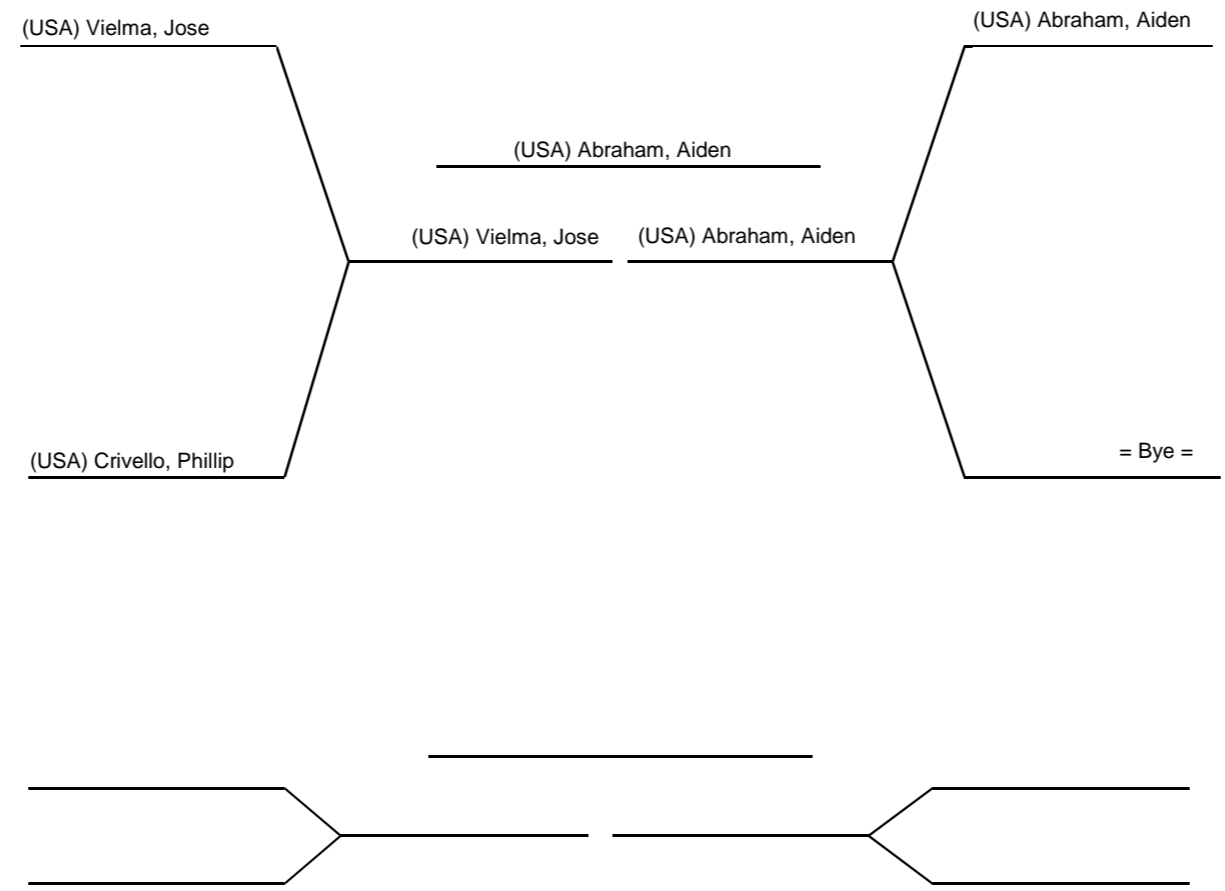 (USA) Vielma, Jose
(USA) Abraham, Aiden
(USA) Abraham, Aiden
(USA) Vielma, Jose
(USA) Abraham, Aiden
(USA) Crivello, Phillip
= Bye =